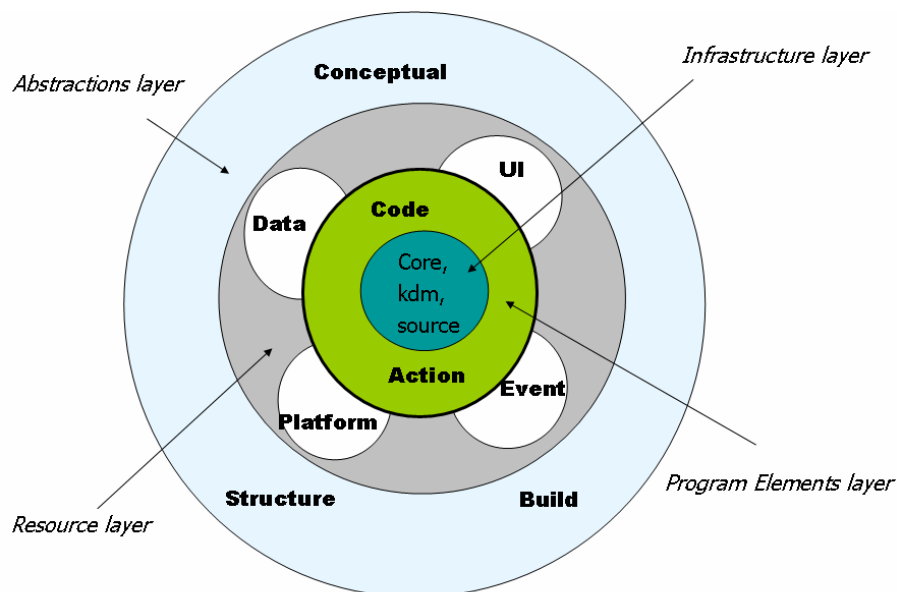 Infrastructure layer
Conceptual
Abstractions layer
UI
Code
Data
Core,
kdm,
source
Action
Event
Platform
Program Elements layer
Structure
Build
Resource layer